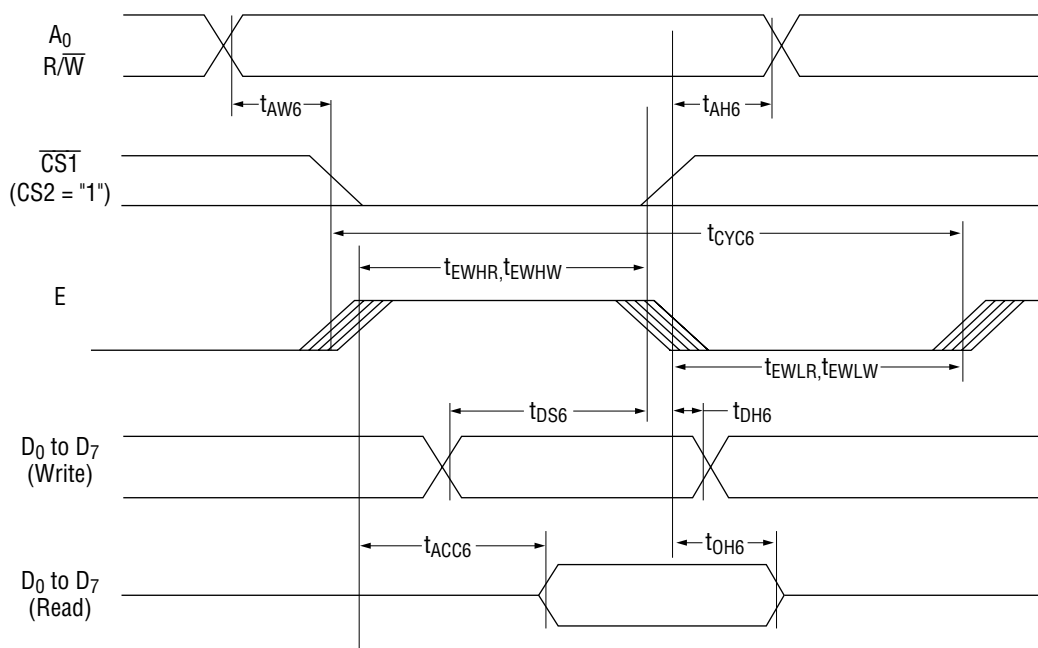 A0
R/W̅
tAW6
tAH6
C̅S̅1̅
(CS2 = "1")
tCYC6
tEWHR,tEWHW
E
tEWLR,tEWLW
tDS6
tDH6
D0 to D7
(Write)
tACC6
tOH6
D0 to D7
(Read)